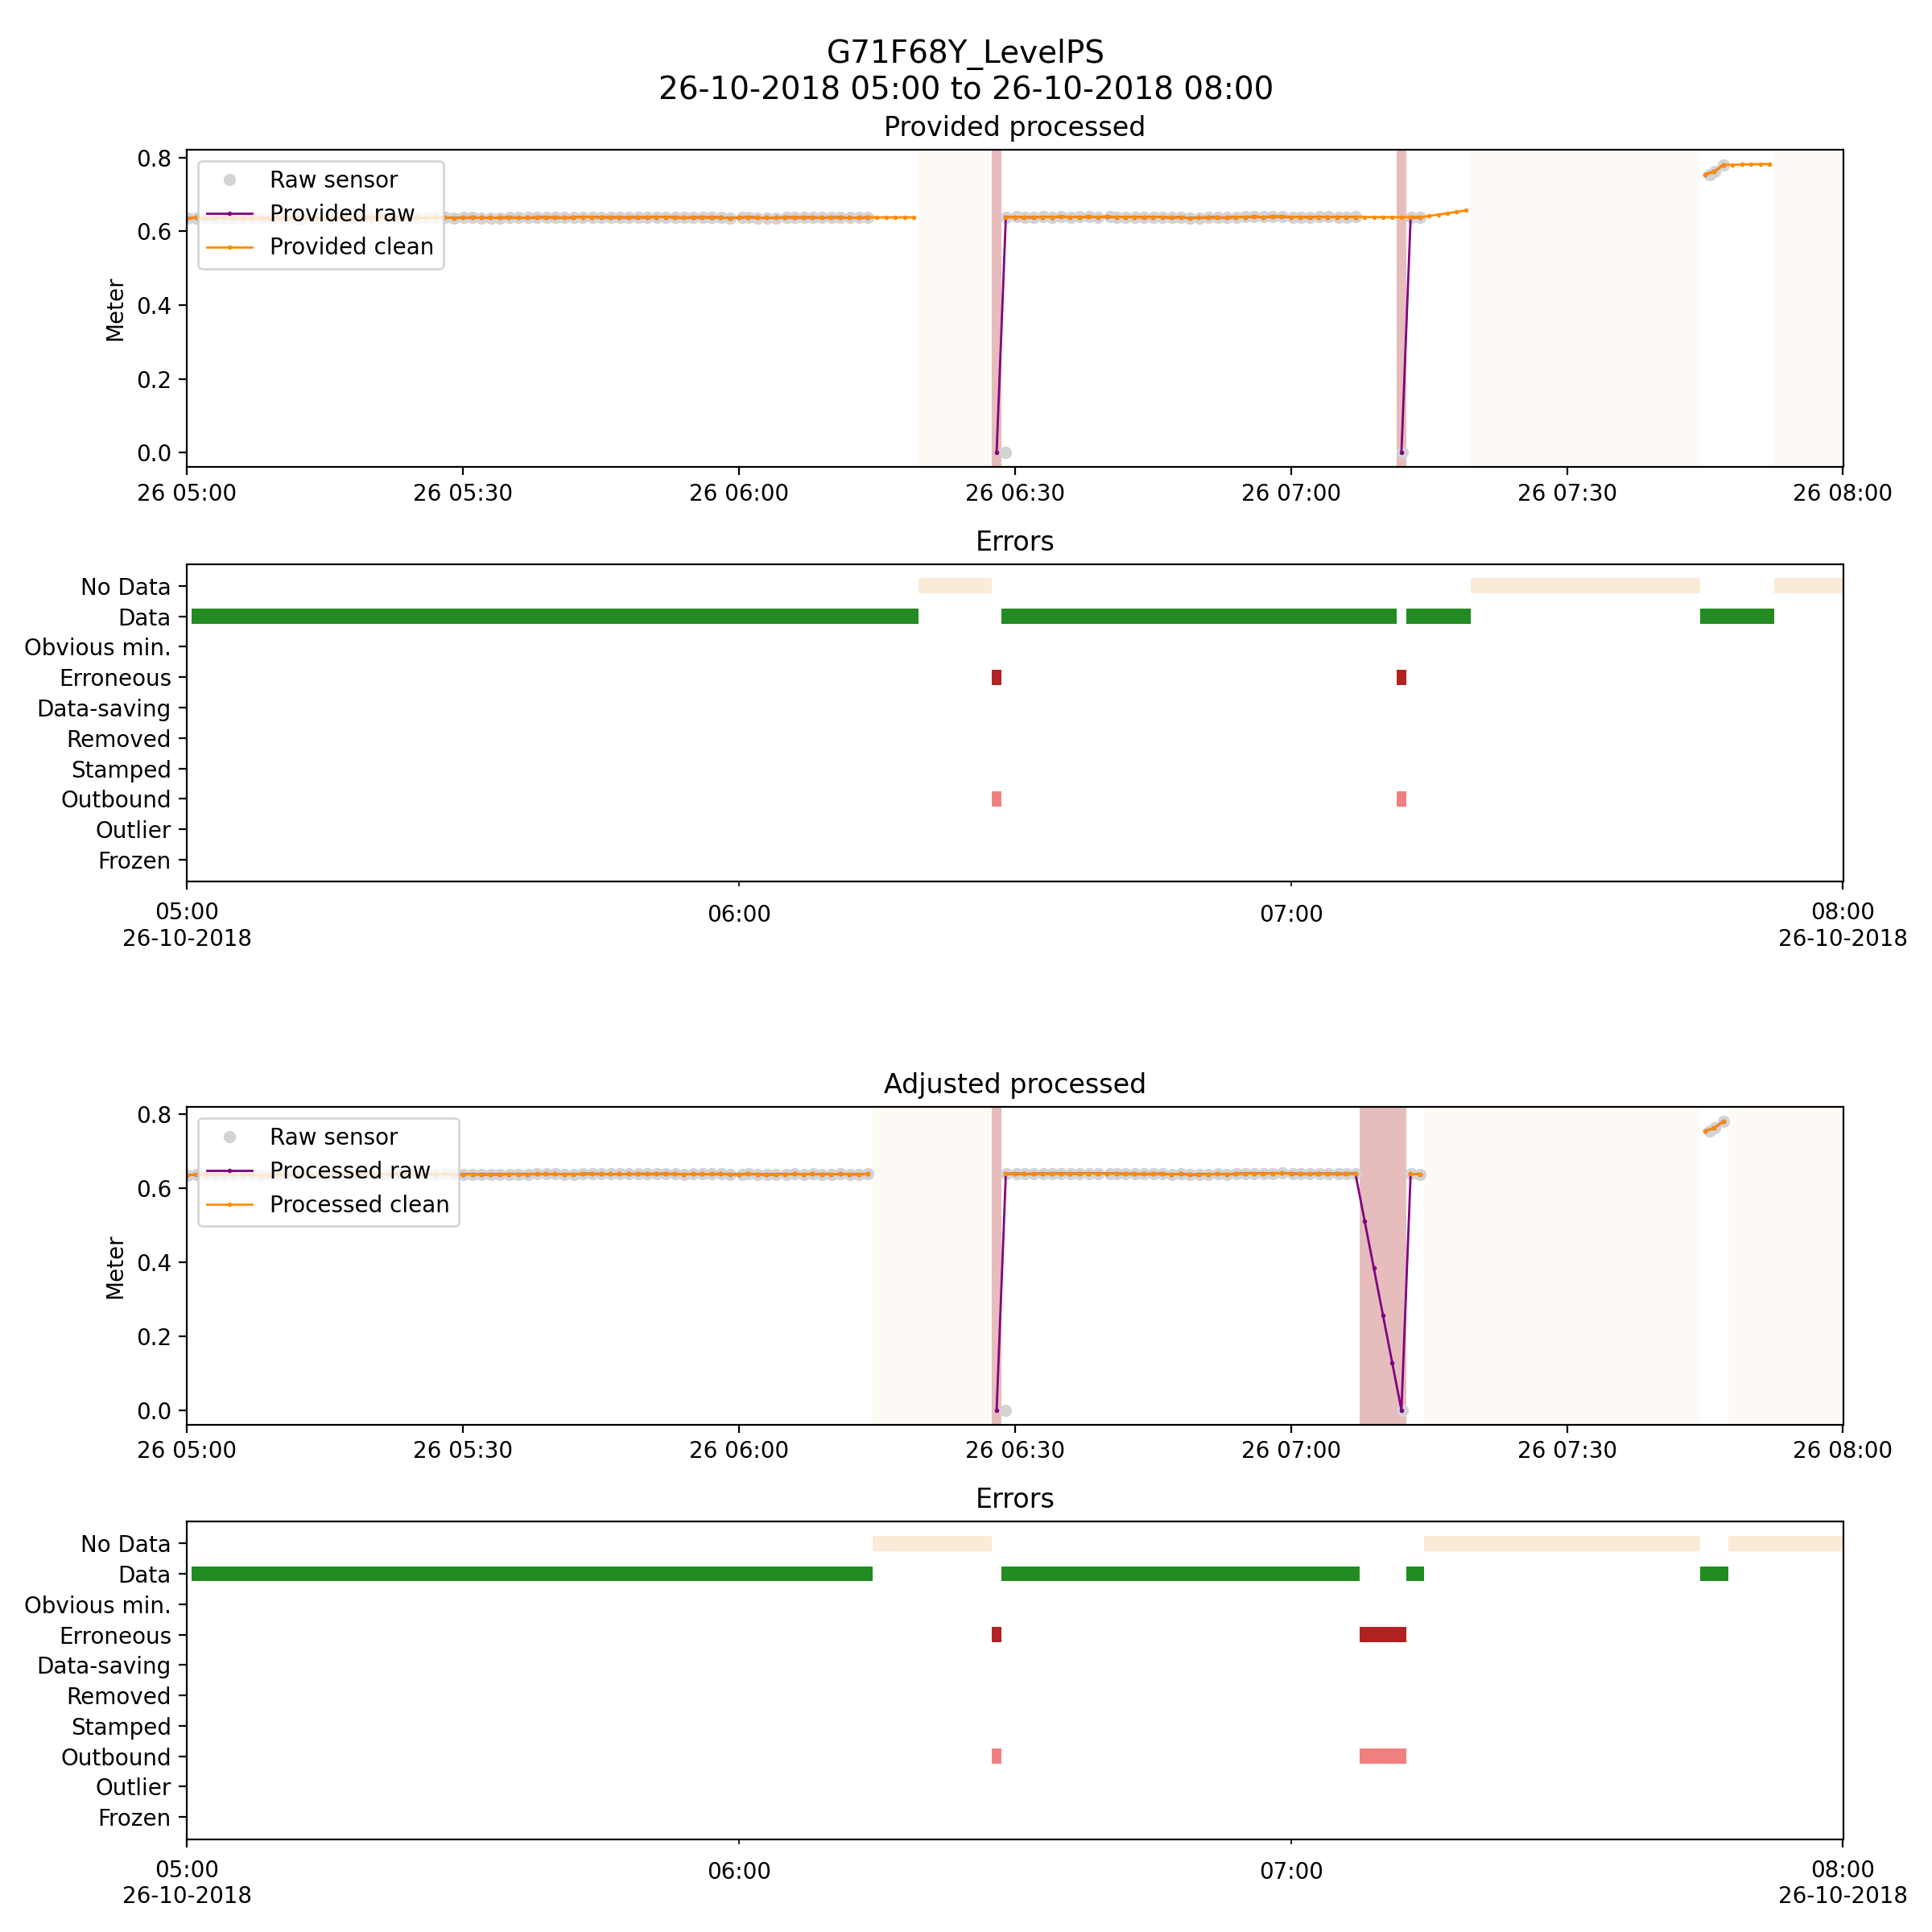 G71F68Y_LevelPS
26-10-2018 05:00 to 26-10-2018 08:00
Provided processed
0.8
0.6
0.4
0.2
0.0
Meter
Raw sensor
Provided raw
Provided clean
26 05:00 26 05:30 26 06:00 26 06:30 26 07:00 26 07:30 26 08:00
Errors
No Data
Data
Obvious min.
Erroneous
Data-saving
Removed
Stamped
Outbound
Outlier
Frozen
05:00 06:00 07:00 08:00
26-10-2018 26-10-2018
Adjusted processed
0.8
0.6
0.4
0.2
0.0
Meter
Raw sensor
Processed raw
Processed clean
26 05:00 26 05:30 26 06:00 26 06:30 26 07:00 26 07:30 26 08:00
Errors
No Data
Data
Obvious min.
Erroneous
Data-saving
Removed
Stamped
Outbound
Outlier
Frozen
05:00 06:00 07:00 08:00
26-10-2018 26-10-2018